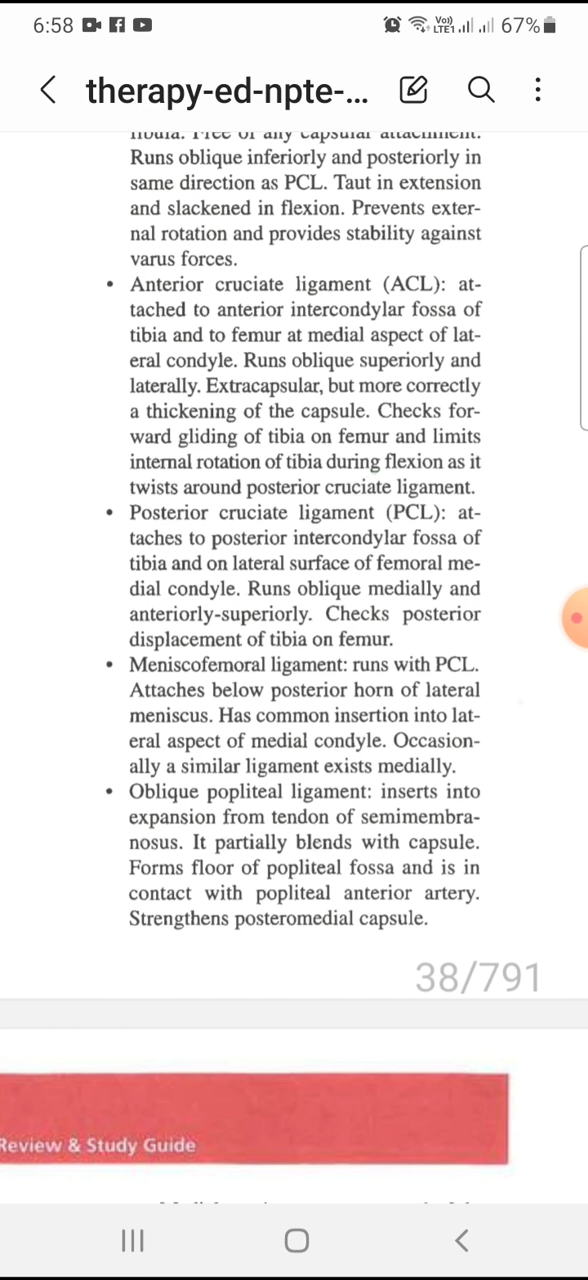 6:58
Vo)) LTE1 67%
therapy-ed-npte-...
fibula. Free of any capsular attachment.
Runs oblique inferiorly and posteriorly in
same direction as PCL. Taut in extension
and slackened in flexion. Prevents exter-
nal rotation and provides stability against
varus forces.
• Anterior cruciate ligament (ACL): at-
tached to anterior intercondylar fossa of
tibia and to femur at medial aspect of lat-
eral condyle. Runs oblique superiorly and
laterally. Extracapsular, but more correctly
a thickening of the capsule. Checks for-
ward gliding of tibia on femur and limits
internal rotation of tibia during flexion as it
twists around posterior cruciate ligament.
• Posterior cruciate ligament (PCL): at-
taches to posterior intercondylar fossa of
tibia and on lateral surface of femoral me-
dial condyle. Runs oblique medially and
anteriorly-superiorly. Checks posterior
displacement of tibia on femur.
• Meniscofemoral ligament: runs with PCL.
Attaches below posterior horn of lateral
meniscus. Has common insertion into lat-
eral aspect of medial condyle. Occasion-
ally a similar ligament exists medially.
• Oblique popliteal ligament: inserts into
expansion from tendon of semimembra-
nosus. It partially blends with capsule.
Forms floor of popliteal fossa and is in
contact with popliteal anterior artery.
Strengthens posteromedial capsule.
38/791
Review & Study Guide